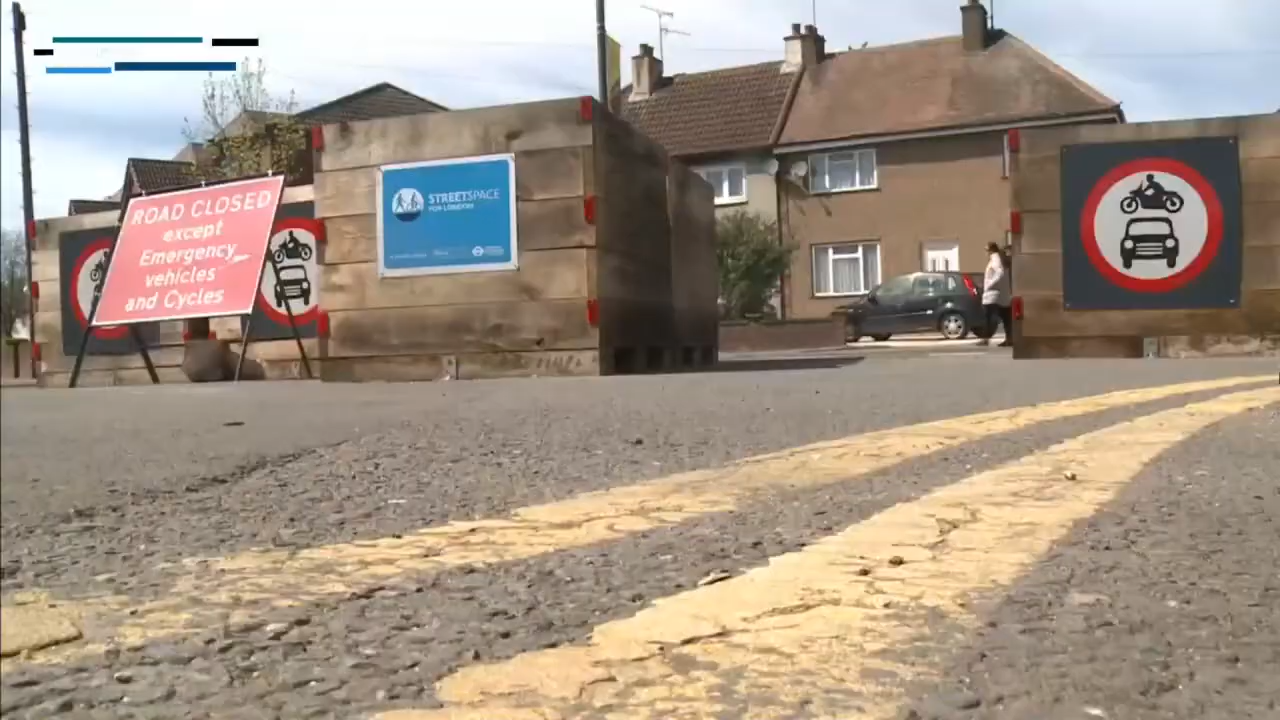 ROAD CLOSED
except
Emergency
vehicles
and Cycles
STREETSPACE
FOR LONDON